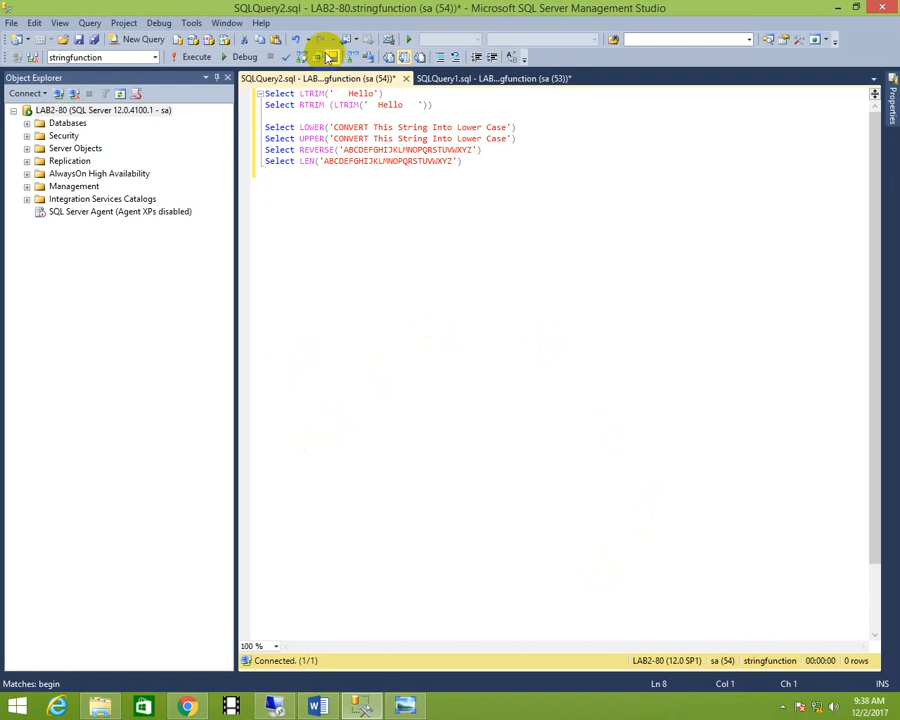 SQLQuery2.sql - LAB2-80.stringfunction (sa (54))* - Microsoft SQL Server Management Studio
File Edit View Query Project Debug Tools Window Help
New Query
stringfunction Execute Debug
Object Explorer
SQLQuery2.sql - LAB...gfunction (sa (54))* SQLQuery1.sql - LAB...gfunction (sa (53))*
Connect
LAB2-80 (SQL Server 12.0.4100.1 - sa)
Databases
Security
Server Objects
Replication
AlwaysOn High Availability
Management
Integration Services Catalogs
SQL Server Agent (Agent XPs disabled)
Select LTRIM('   Hello')
Select RTRIM (LTRIM('  Hello   '))
Select LOWER('CONVERT This String Into Lower Case')
Select UPPER('CONVERT This String Into Lower Case')
Select REVERSE('ABCDEFGHIJKLMNOPQRSTUVWXYZ')
Select LEN('ABCDEFGHIJKLMNOPQRSTUVWXYZ')
Properties
100 %
Connected. (1/1) LAB2-80 (12.0 SP1) sa (54) stringfunction 00:00:00 0 rows
Matches: begin Ln 8 Col 1 Ch 1 INS
9:38 AM
12/2/2017